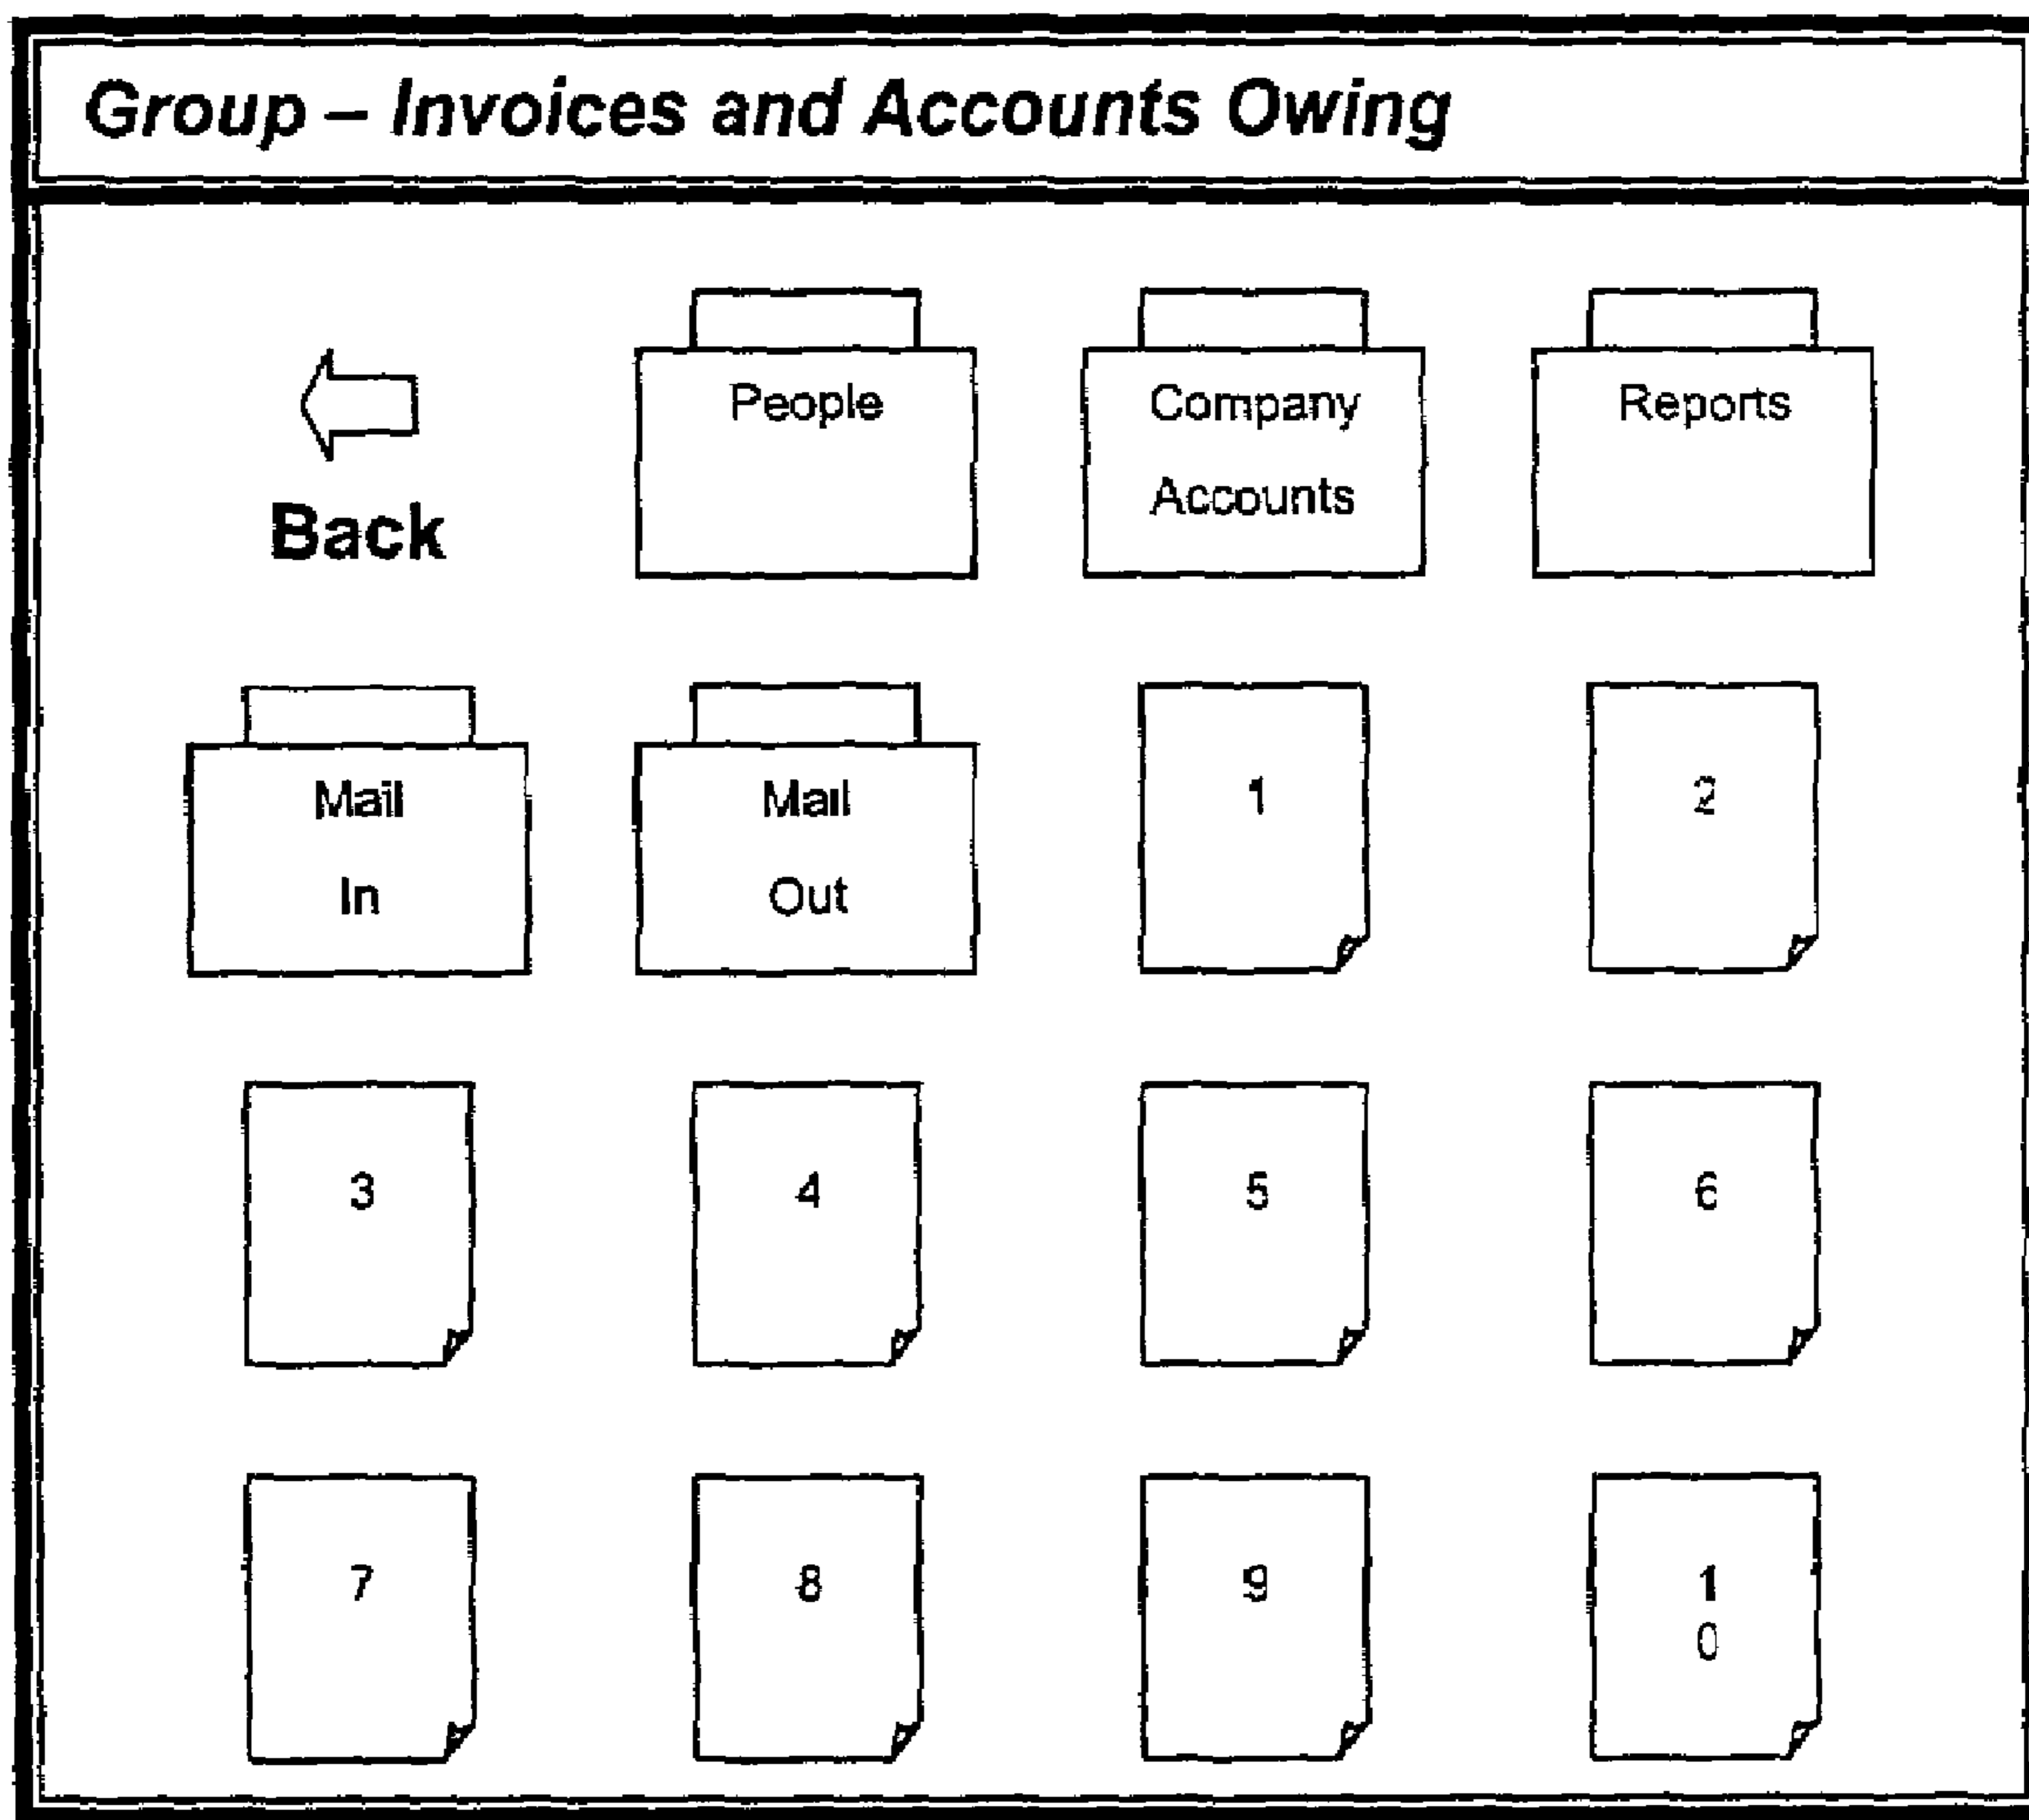 Group – Invoices and Accounts Owing
Back
People
Company
Accounts
Reports
Mail
In
Mail
Out
1
2
3
4
5
6
7
8
9
1
0